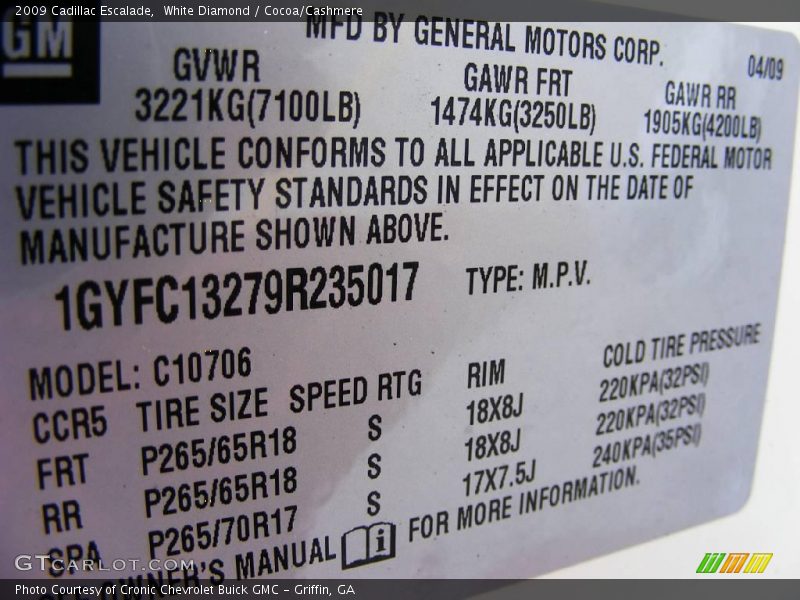 2009 Cadillac Escalade, White Diamond / Cocoa/Cashmere
GM
MFD BY GENERAL MOTORS CORP.
04/09
GVWR GAWR FRT GAWR RR
3221KG(7100LB) 1474KG(3250LB) 1905KG(4200LB)
THIS VEHICLE CONFORMS TO ALL APPLICABLE U.S. FEDERAL MOTOR
VEHICLE SAFETY STANDARDS IN EFFECT ON THE DATE OF
MANUFACTURE SHOWN ABOVE.
1GYFC13279R235017 TYPE: M.P.V.
MODEL: C10706
CCR5 TIRE SIZE SPEED RTG RIM COLD TIRE PRESSURE
FRT P265/65R18 S 18X8J 220KPA(32PSI)
RR P265/65R18 S 18X8J 220KPA(32PSI)
SPA P265/70R17 S 17X7.5J 240KPA(35PSI)
OWNER'S MANUAL i FOR MORE INFORMATION.
GTCARLOT.COM
Photo Courtesy of Cronic Chevrolet Buick GMC – Griffin, GA